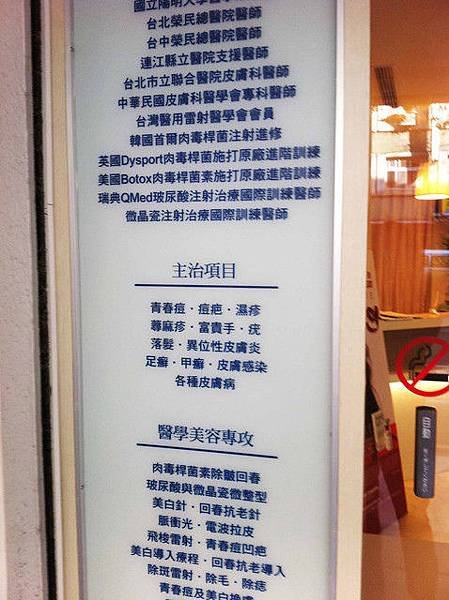 國立陽明大學醫學
台北榮民總醫院醫師
台中榮民總醫院醫師
連江縣立醫院支援醫師
台北市立聯合醫院皮膚科醫師
中華民國皮膚科醫學會專科醫師
台灣醫用雷射醫學會會員
韓國首爾肉毒桿菌注射進修
英國Dysport肉毒桿菌施打原廠進階訓練
美國Botox肉毒桿菌素施打原廠進階訓練
瑞典QMed玻尿酸注射治療國際訓練醫師
微晶瓷注射治療國際訓練醫師
主治項目
青春痘·痘疤·濕疹
蕁麻疹·富貴手·疣
落髮·異位性皮膚炎
足癬·甲癬·皮膚感染
各種皮膚病
醫學美容專攻
肉毒桿菌素除皺回春
玻尿酸與微晶瓷微整型
美白針·回春抗老針
脈衝光·電波拉皮
飛梭雷射·青春痘凹疤
美白導入療程·回春抗老導入
除斑雷射·除毛·除痣
青春痘及美白換膚
自動